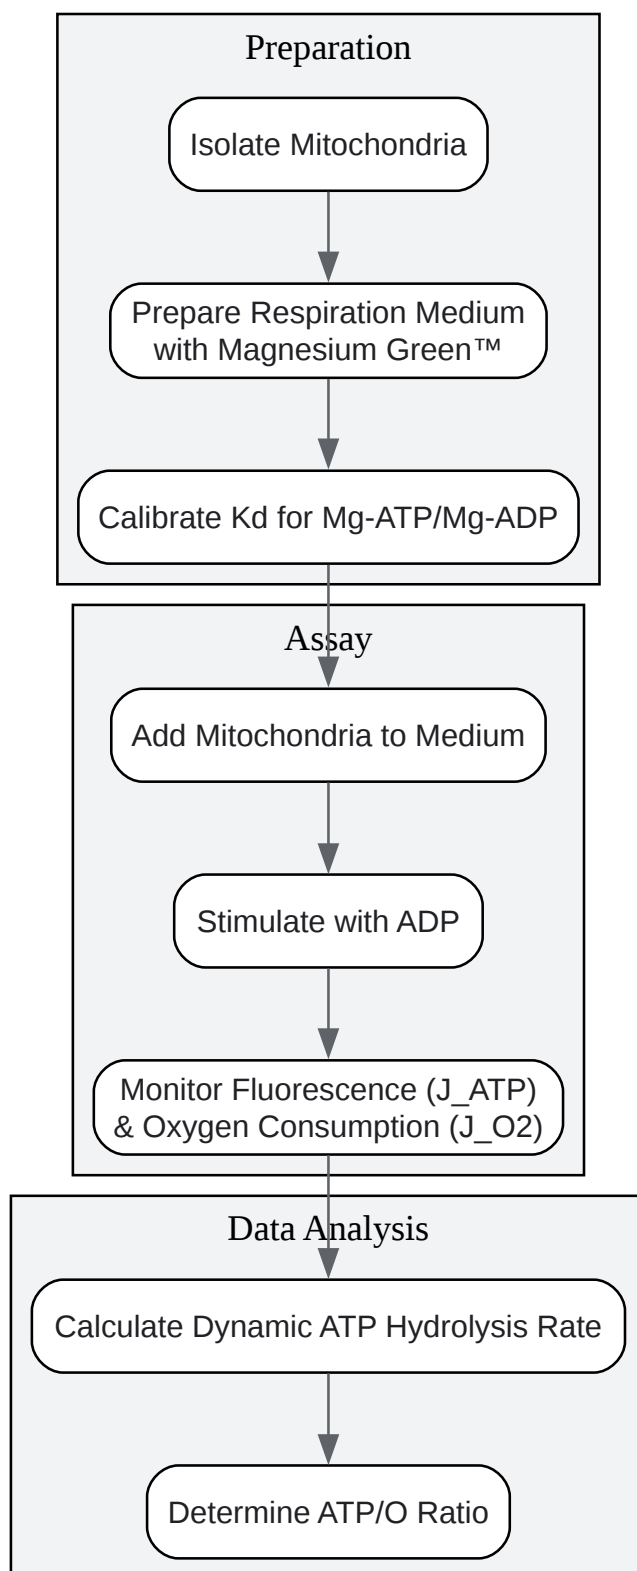 Preparation
Isolate Mitochondria
Prepare Respiration Medium
with Magnesium Green™
Calibrate Kd for Mg-ATP/Mg-ADP
Assay
Add Mitochondria to Medium
Stimulate with ADP
Monitor Fluorescence (J_ATP)
& Oxygen Consumption (J_O2)
Data Analysis
Calculate Dynamic ATP Hydrolysis Rate
Determine ATP/O Ratio